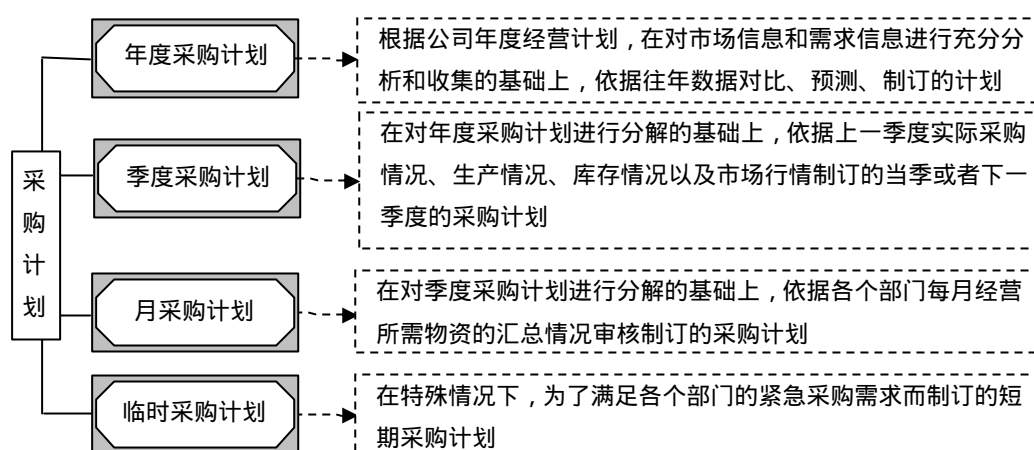 年度采购计划
根据公司年度经营计划，在对市场信息和需求信息进行充分分
析和收集的基础上，依据往年数据对比、预测、制订的计划
采
购
计
划
季度采购计划
在对年度采购计划进行分解的基础上，依据上一季度实际采购
情况、生产情况、库存情况以及市场行情制订的当季或者下一
季度的采购计划
月采购计划
在对季度采购计划进行分解的基础上，依据各个部门每月经营
所需物资的汇总情况审核制订的采购计划
临时采购计划
在特殊情况下，为了满足各个部门的紧急采购需求而制订的短
期采购计划